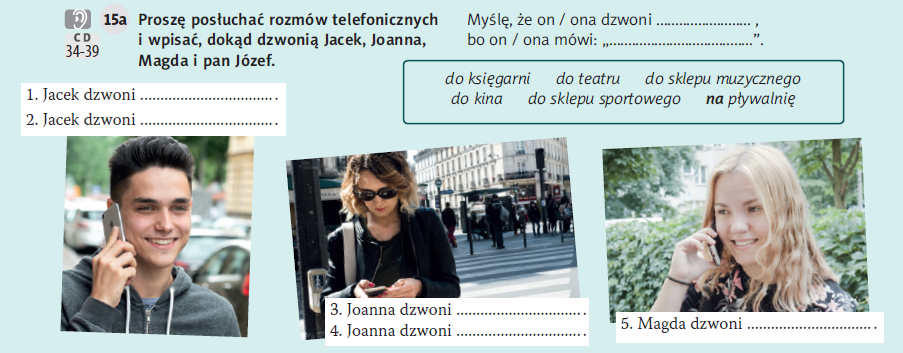 15a Proszę posłuchać rozmów telefonicznych
i wpisać, dokąd dzwonią Jacek, Joanna,
Magda i pan Józef.
CD
34-39
Myślę, że on / ona dzwoni ........................... ,
bo on / ona mówi: „.........................................”.
do księgarni do teatru do sklepu muzycznego
do kina do sklepu sportowego na pływalnię
1. Jacek dzwoni .................................. .
2. Jacek dzwoni .................................. .
3. Joanna dzwoni ................................ .
4. Joanna dzwoni ................................ .
5. Magda dzwoni ................................ .